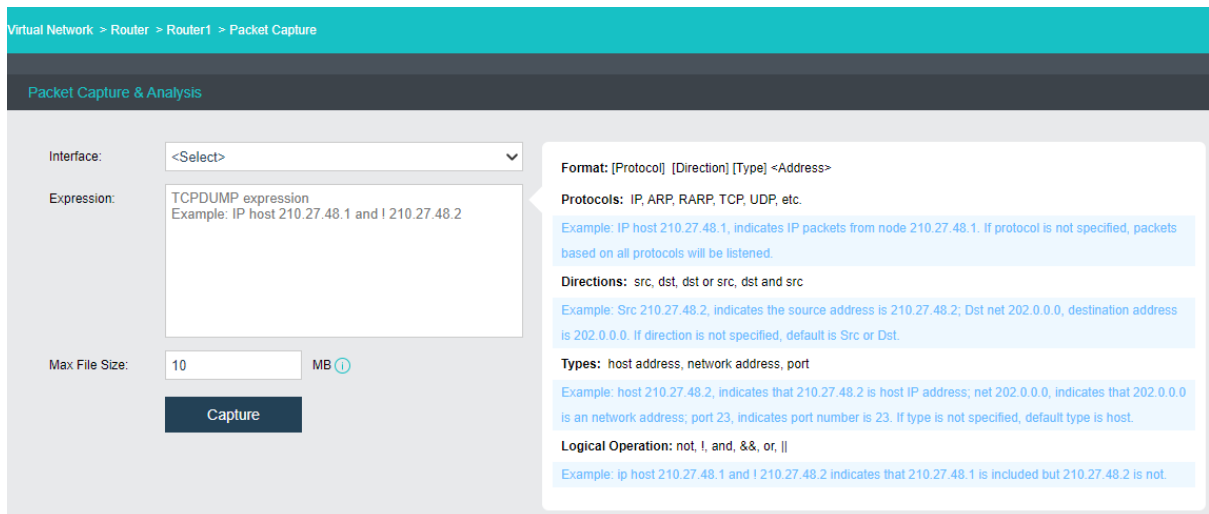 Virtual Network > Router > Router1 > Packet Capture
Packet Capture & Analysis
Interface:
<Select>
Expression:
TCPDUMP expression
Example: IP host 210.27.48.1 and ! 210.27.48.2
Max File Size:
10
MB
Capture
Format: [Protocol] [Direction] [Type] <Address>
Protocols: IP, ARP, RARP, TCP, UDP, etc.
Example: IP host 210.27.48.1, indicates IP packets from node 210.27.48.1. If protocol is not specified, packets
based on all protocols will be listened.
Directions: src, dst, dst or src, dst and src
Example: Src 210.27.48.2, indicates the source address is 210.27.48.2; Dst net 202.0.0.0, destination address
is 202.0.0.0. If direction is not specified, default is Src or Dst.
Types: host address, network address, port
Example: host 210.27.48.2, indicates that 210.27.48.2 is host IP address; net 202.0.0.0, indicates that 202.0.0.0
is an network address; port 23, indicates port number is 23. If type is not specified, default type is host.
Logical Operation: not, !, and, &&, or, ||
Example: ip host 210.27.48.1 and ! 210.27.48.2 indicates that 210.27.48.1 is included but 210.27.48.2 is not.